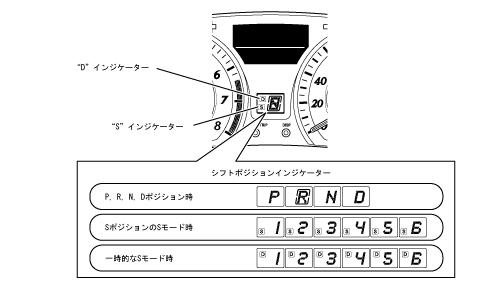 "D" インジケーター
"S" インジケーター
6
7
8
40
20
D
S
TRIP
DISP
シフトポジションインジケーター
P, R, N, Dポジション時
P R N D
SポジションのSモード時
S 1 S 2 S 3 S 4 S 5 S 6
一時的なSモード時
D 1 D 2 D 3 D 4 D 5 D 6